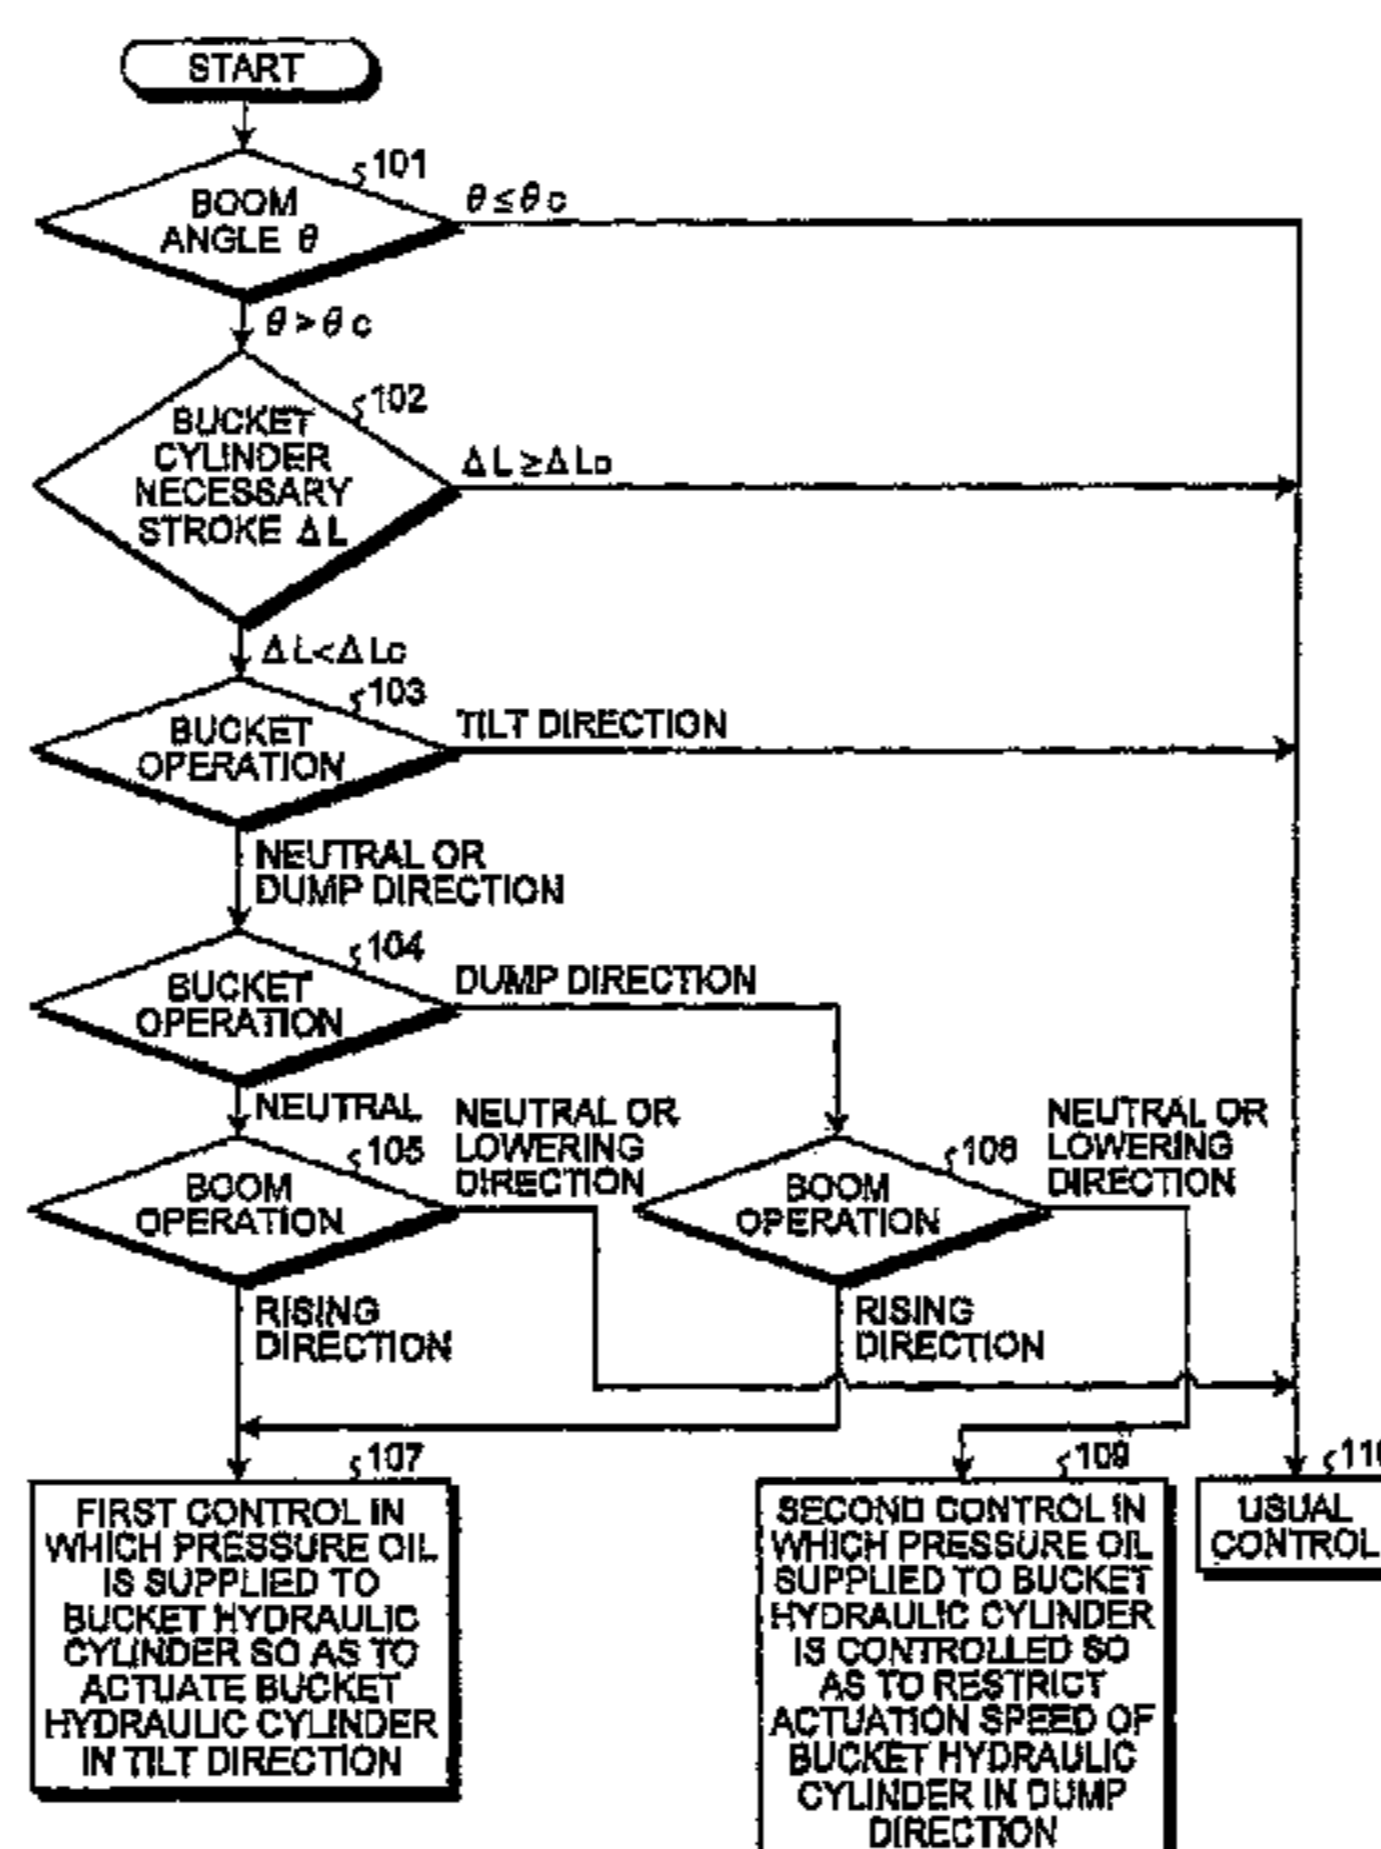 START
101
BOOM
ANGLE θ
θ≤θc
θ>θc
102
BUCKET
CYLINDER
NECESSARY
STROKE ΔL
ΔL≥ΔLc
ΔL<ΔLc
103
BUCKET
OPERATION
TILT DIRECTION
NEUTRAL OR
DUMP DIRECTION
104
BUCKET
OPERATION
DUMP DIRECTION
NEUTRAL
105
BOOM
OPERATION
NEUTRAL OR
LOWERING
DIRECTION
106
BOOM
OPERATION
NEUTRAL OR
LOWERING
DIRECTION
RISING
DIRECTION
RISING
DIRECTION
107
FIRST CONTROL IN
WHICH PRESSURE OIL
IS SUPPLIED TO
BUCKET HYDRAULIC
CYLINDER SO AS TO
ACTUATE BUCKET
HYDRAULIC CYLINDER
IN TILT DIRECTION
109
SECOND CONTROL IN
WHICH PRESSURE OIL
SUPPLIED TO BUCKET
HYDRAULIC CYLINDER
IS CONTROLLED SO
AS TO RESTRICT
ACTUATION SPEED OF
BUCKET HYDRAULIC
CYLINDER IN DUMP
DIRECTION
110
USUAL
CONTROL